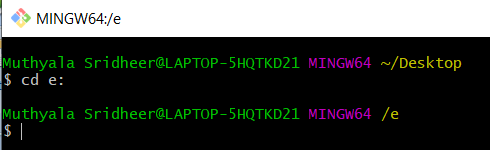 MINGW64:/e
Muthyala Sridheer@LAPTOP-5HQTKD21 MINGW64 ~/Desktop
$ cd e:
Muthyala Sridheer@LAPTOP-5HQTKD21 MINGW64 /e
$